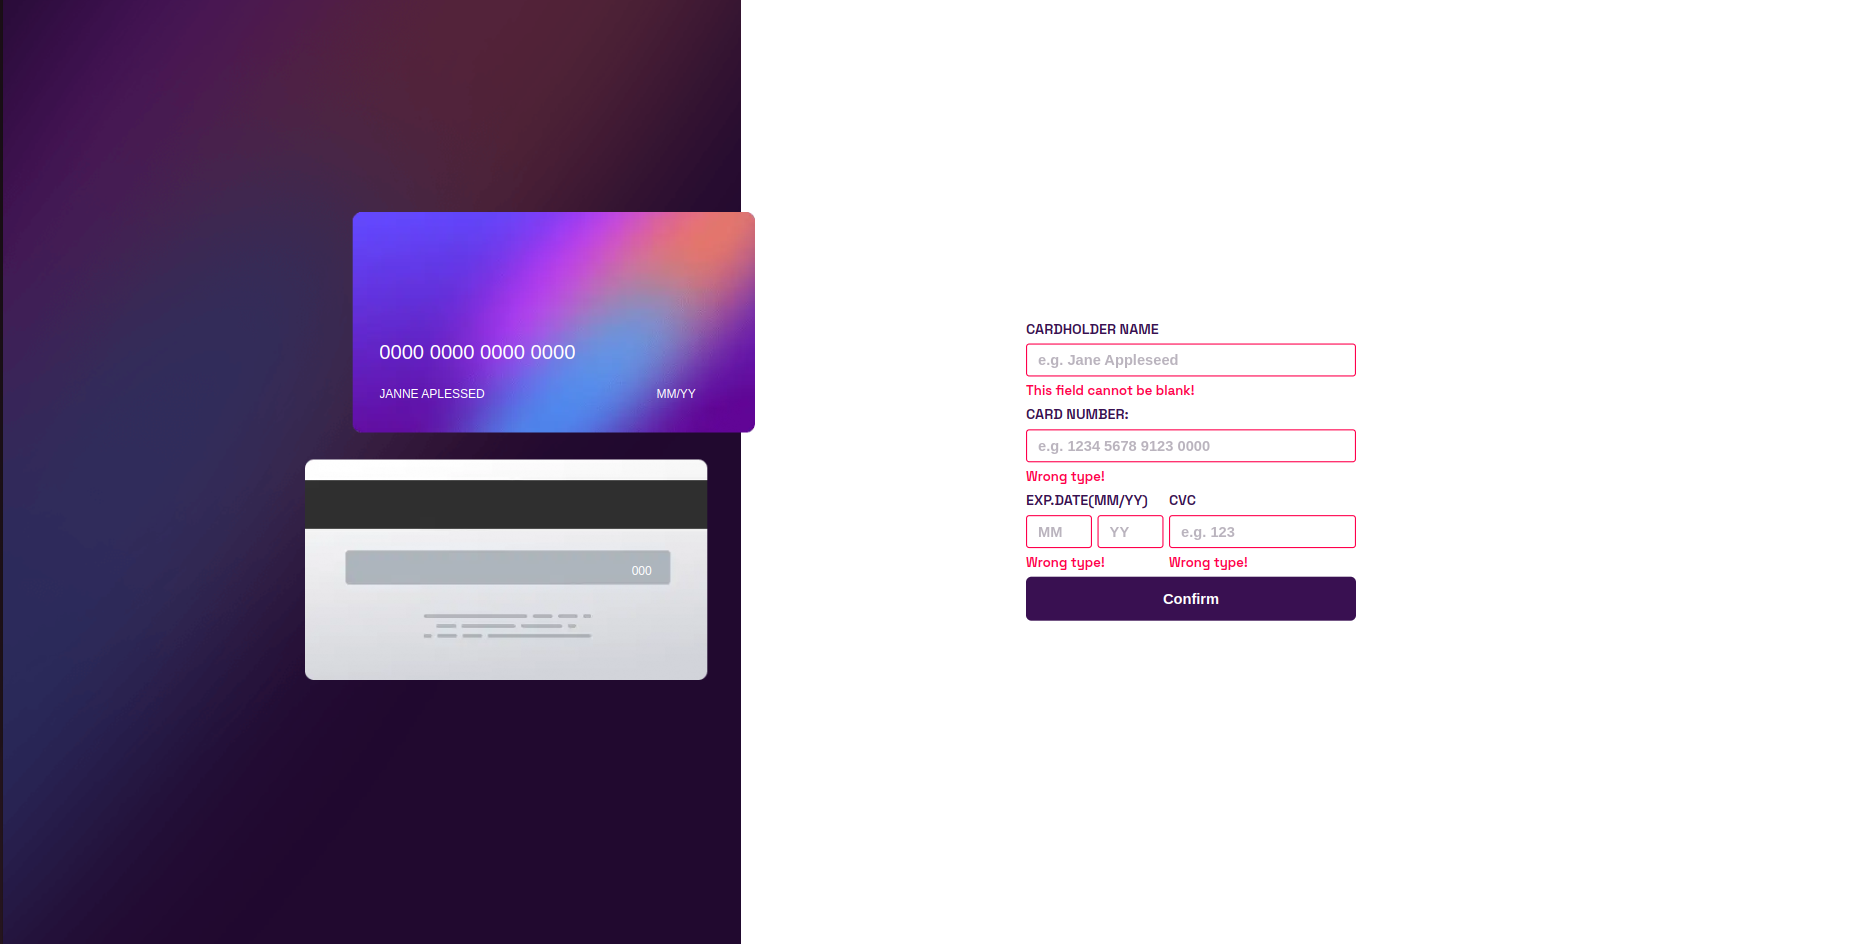 0000 0000 0000 0000
JANNE APLESSED MM/YY
000
CARDHOLDER NAME
e.g. Jane Appleseed
This field cannot be blank!
CARD NUMBER:
e.g. 1234 5678 9123 0000
Wrong type!
EXP.DATE(MM/YY) CVC
MM YY e.g. 123
Wrong type! Wrong type!
Confirm